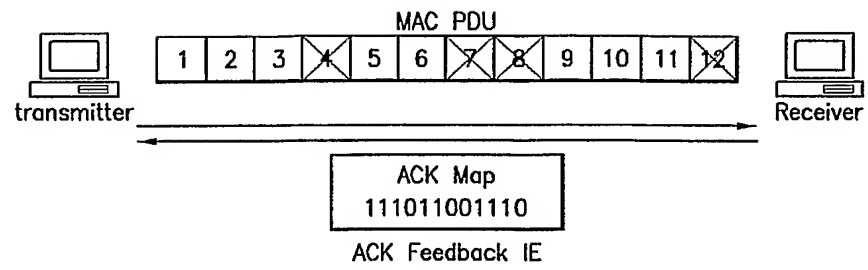 MAC PDU
1 2 3 4 5 6 7 8 9 10 11 12
transmitter
Receiver
ACK Map
111011001110
ACK Feedback IE